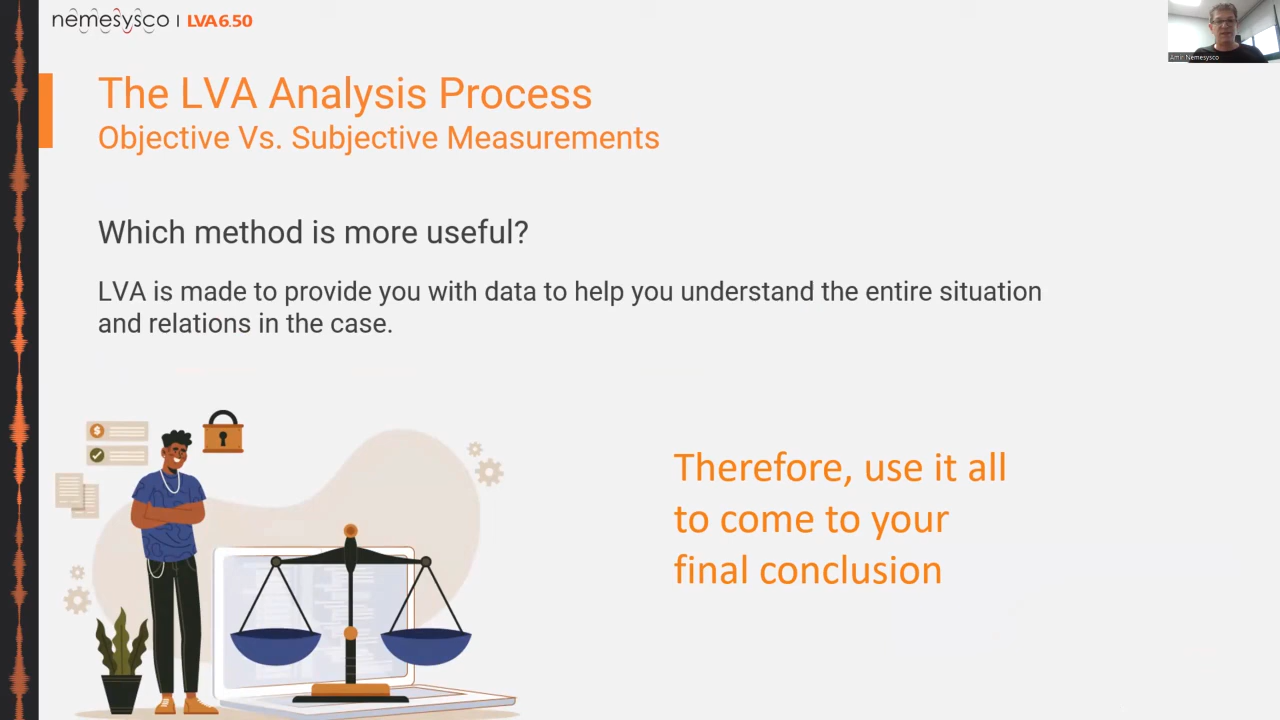 nemesysco | LVA6.50
Amir Nemesysco
The LVA Analysis Process
Objective Vs. Subjective Measurements
Which method is more useful?
LVA is made to provide you with data to help you understand the entire situation
and relations in the case.
$
Therefore, use it all
to come to your
final conclusion